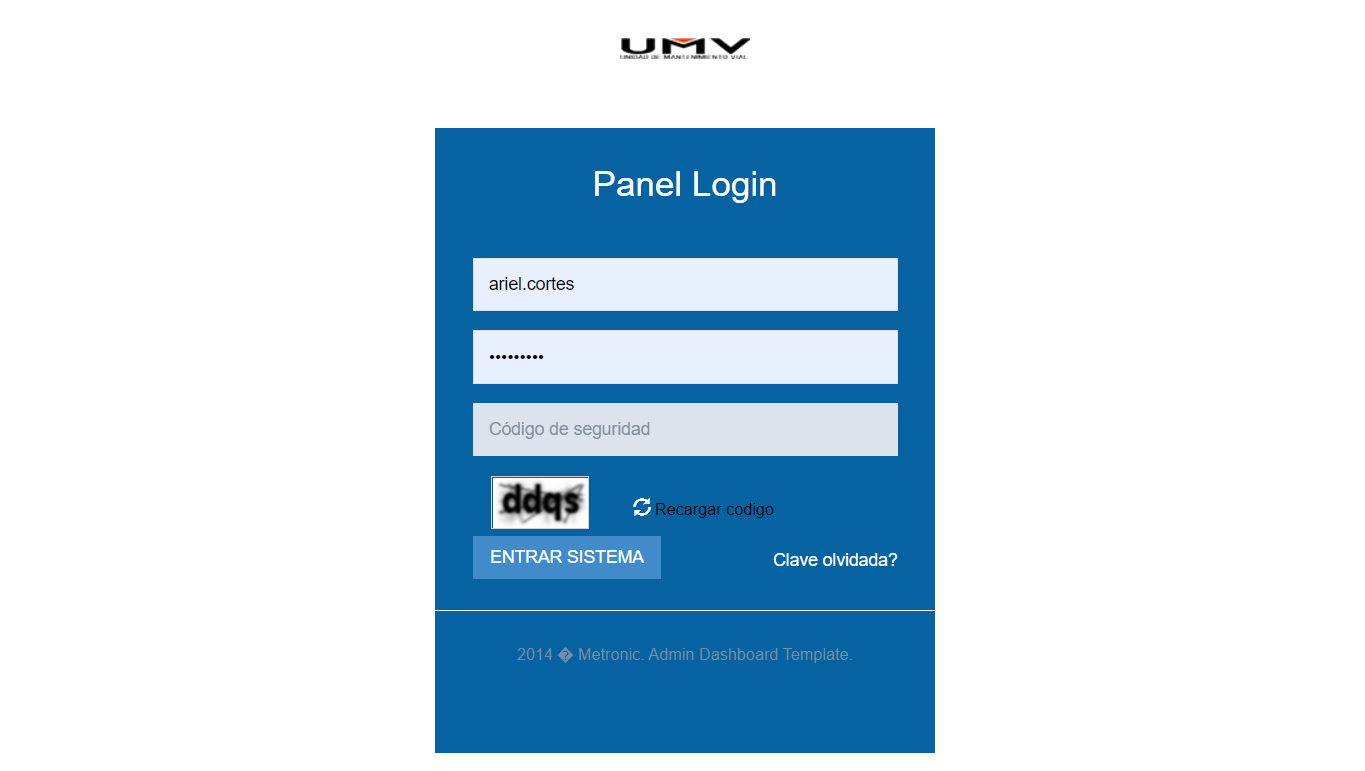 UMV
UNIDAD DE MANTENIMIENTO VIAL
Panel Login
ariel.cortes
•••••••••
Código de seguridad
ddqs
Recargar codigo
ENTRAR SISTEMA
Clave olvidada?
2014 � Metronic. Admin Dashboard Template.